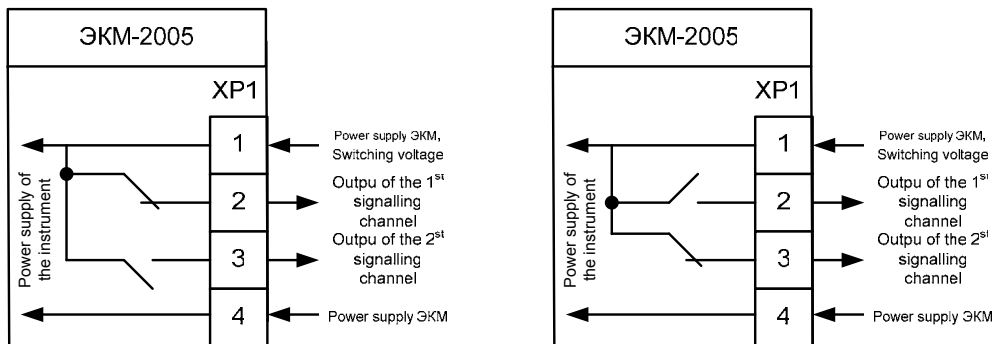 ЭКМ-2005
XP1
1
Power supply ЭКМ,
Switching voltage
2
Outpu of the 1st
signalling
channel
3
Outpu of the 2st
signalling
channel
4
Power supply ЭКМ
Power supply of
the instrument
ЭКМ-2005
XP1
1
Power supply ЭКМ,
Switching voltage
2
Outpu of the 1st
signalling
channel
3
Outpu of the 2st
signalling
channel
4
Power supply ЭКМ
Power supply of
the instrument